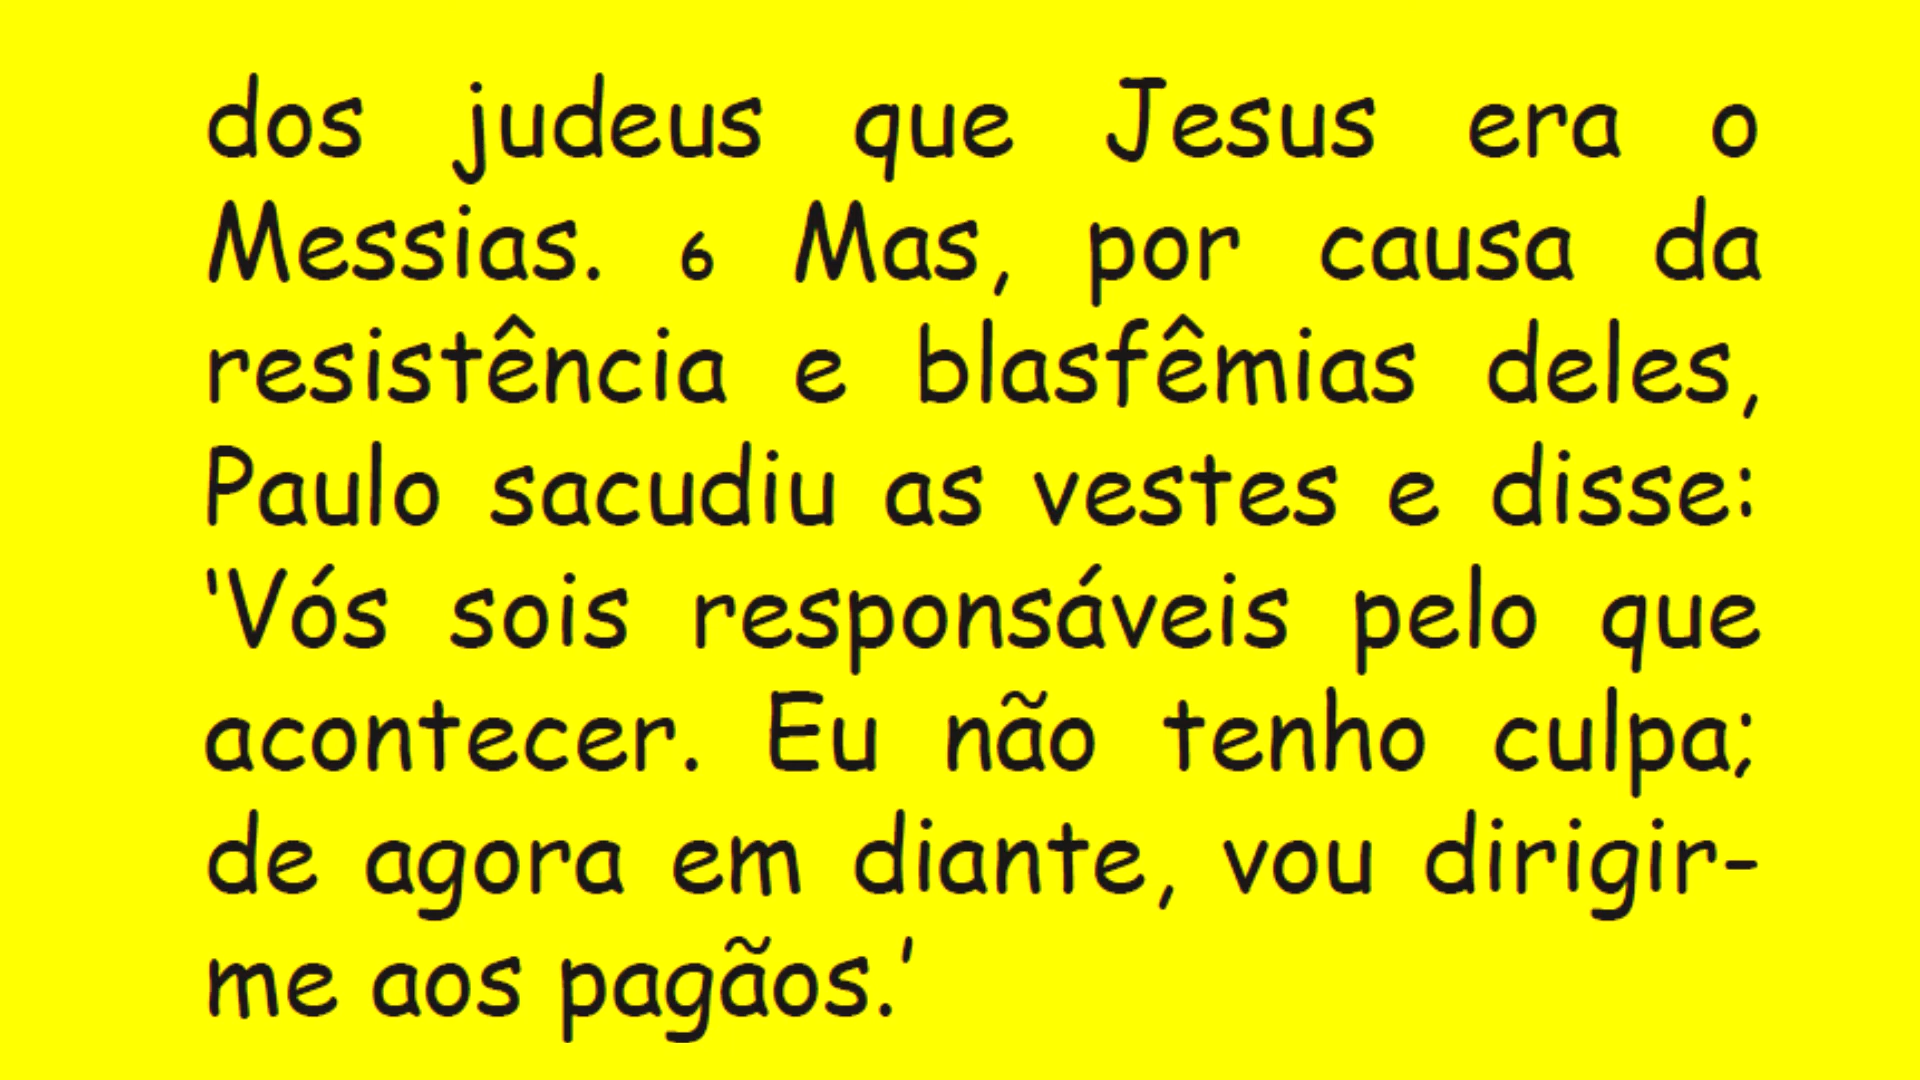 dos judeus que Jesus era o
Messias. 6 Mas, por causa da
resistência e blasfêmias deles,
Paulo sacudiu as vestes e disse:
'Vós sois responsáveis pelo que
acontecer. Eu não tenho culpa;
de agora em diante, vou dirigir-
me aos pagãos.'